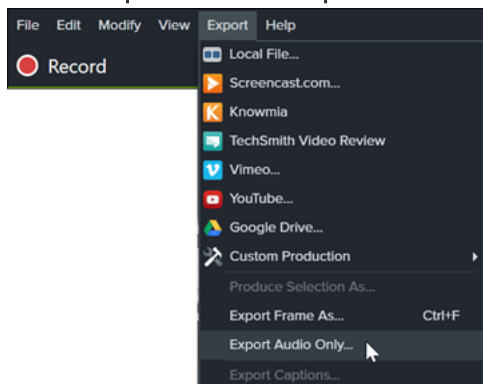 File Edit Modify View Export Help
Record
Local File...
Screencast.com...
Knowmia
TechSmith Video Review
Vimeo...
YouTube...
Google Drive...
Custom Production
Produce Selection As...
Export Frame As... Ctrl+F
Export Audio Only...
Export Captions...